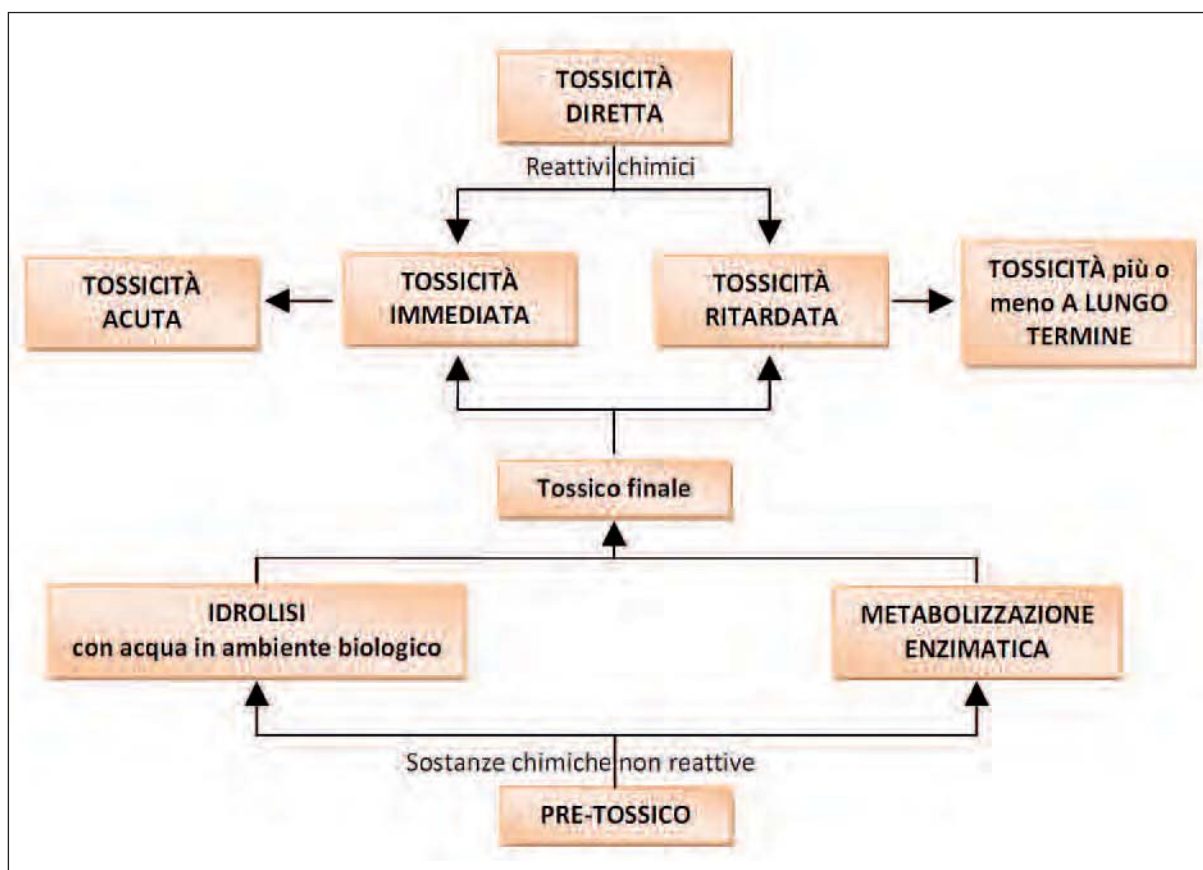 TOSSICITÀ
DIRETTA
Reattivi chimici
TOSSICITÀ
ACUTA
TOSSICITÀ
IMMEDIATA
TOSSICITÀ
RITARDATA
TOSSICITÀ più o
meno A LUNGO
TERMINE
Tossico finale
IDROLISI
con acqua in ambiente biologico
METABOLIZZAZIONE
ENZIMATICA
Sostanze chimiche non reattive
PRE-TOSSICO